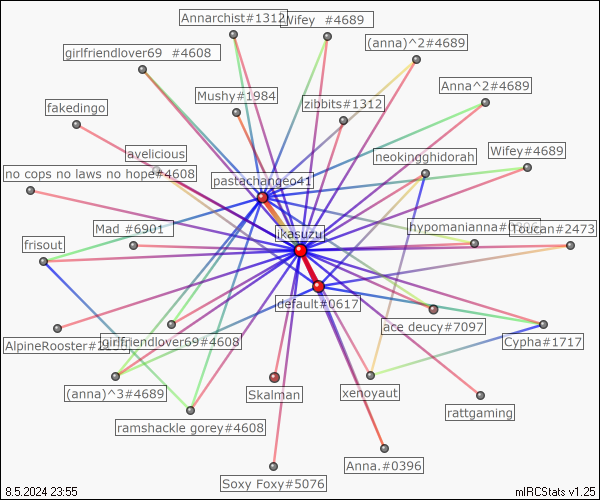 Annarchist#1312
Wifey #4689
(anna)^2#4689
girlfriendlover69 #4608
Anna^2#4689
Mushy#1984
zibbits#1312
fakedingo
avelicious
neokingghidorah
Wifey#4689
no cops no laws no hope#4608
pastachangeo41
Mad #6901
ikasuzu
hypomanianna
Toucan#2473
frisout
default#0617
ace deucy#7097
AlpineRooster#
girlfriendlover69#4608
Cypha#1717
(anna)^3#4689
Skalman
xenoyaut
rattgaming
ramshackle gorey#4608
Anna.#0396
Soxy Foxy#5076
8.5.2024 23:55
mIRCStats v1.25